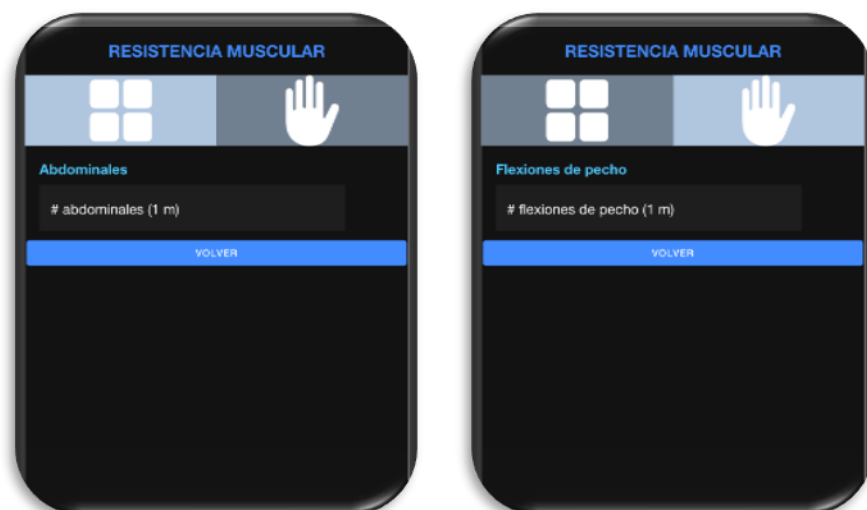 RESISTENCIA MUSCULAR
Abdominales
# abdominales (1 m)
VOLVER
RESISTENCIA MUSCULAR
Flexiones de pecho
# flexiones de pecho (1 m)
VOLVER